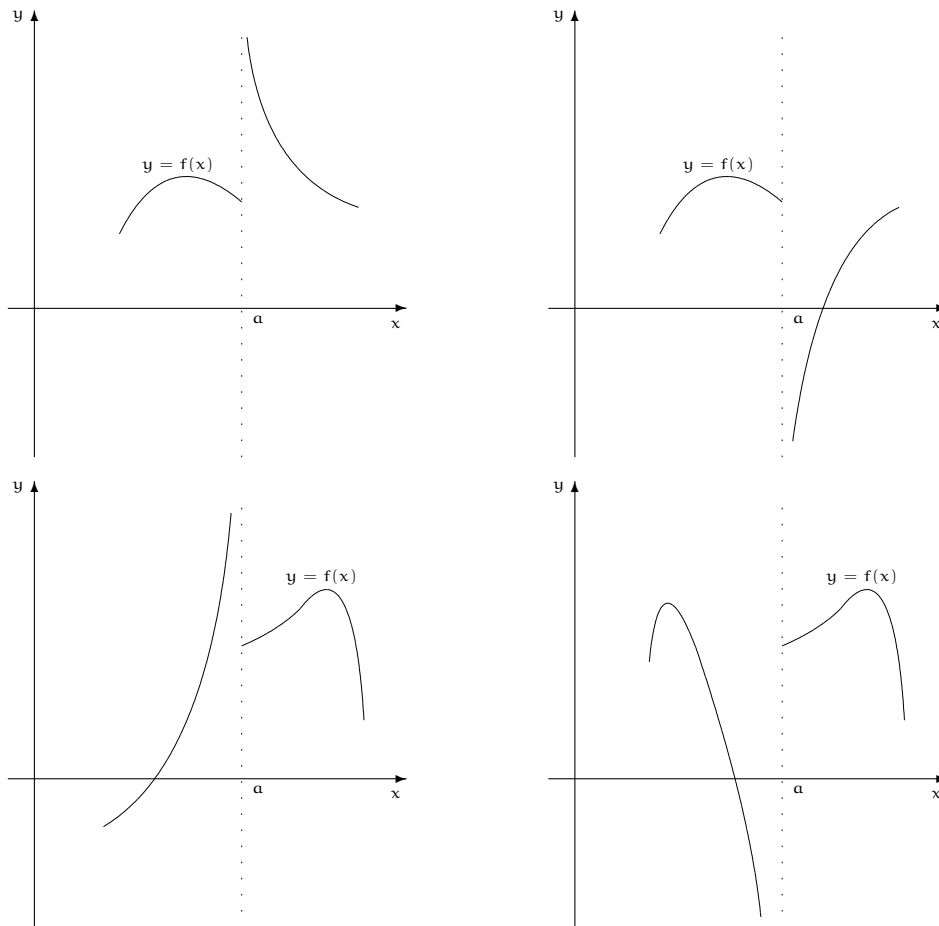 y
y = f(x)
a
x
y
y = f(x)
a
x
y
y = f(x)
a
x
y
y = f(x)
a
x